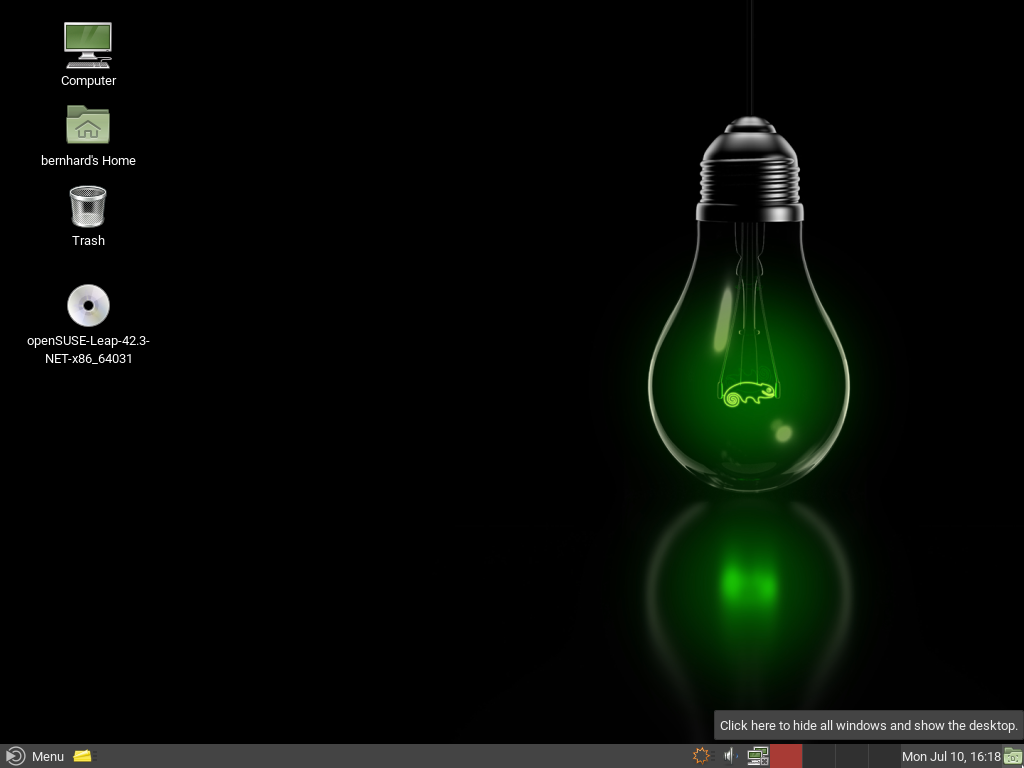 Computer
bernhard's Home
Trash
openSUSE-Leap-42.3-
NET-x86_64031
Click here to hide all windows and show the desktop.
Menu
Mon Jul 10, 16:18